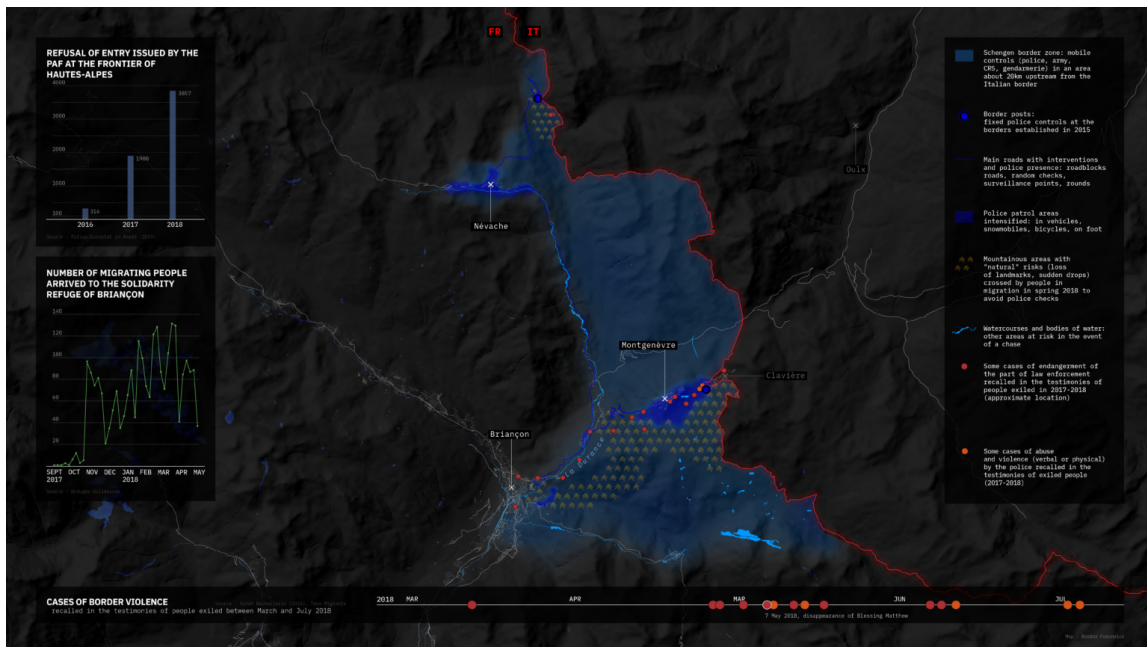 FR IT
REFUSAL OF ENTRY ISSUED BY THE
PAF AT THE FRONTIER OF
HAUTES-ALPES
4000
3000
2000
1000
100
316
1900
2016
2017
2018
NUMBER OF MIGRATING PEOPLE
ARRIVED TO THE SOLIDARITY
REFUGE OF BRIANÇON
140
120
100
80
60
40
20
SEPT OCT NOV DEC JAN FEB MAR APR MAY
2017 2018
Névache
Oulx
Montgenèvre
Clavière
Briançon
Schengen border zone: mobile
controls (police, army,
CRS, gendarmerie) in an area
about 20km upstream from the
Italian border
Border posts:
fixed police controls at the
borders established in 2015
Main roads with interventions
and police presence: roadblocks
roads, random checks,
surveillance points, rounds
Police patrol areas
intensified: in vehicles,
snowmobiles, bicycles, on foot
Mountainous areas with
"natural" risks (loss
of landmarks, sudden drops)
crossed by people in
migration in spring 2018 to
avoid police checks
Watercourses and bodies of water:
other areas at risk in the event
of a chase
Some cases of endangerment of
the part of law enforcement
recalled in the testimonies of
people exiled in 2017-2018
(approximate location)
Some cases of abuse
and violence (verbal or physical)
by the police recalled in the
testimonies of exiled people
(2017-2018)
CASES OF BORDER VIOLENCE
recalled in the testimonies of people exiled between March and July 2018
2018 MAR APR MAR JUN JUL
7 May 2018, disappearance of Blessing Matthew
Map - Border Forensics